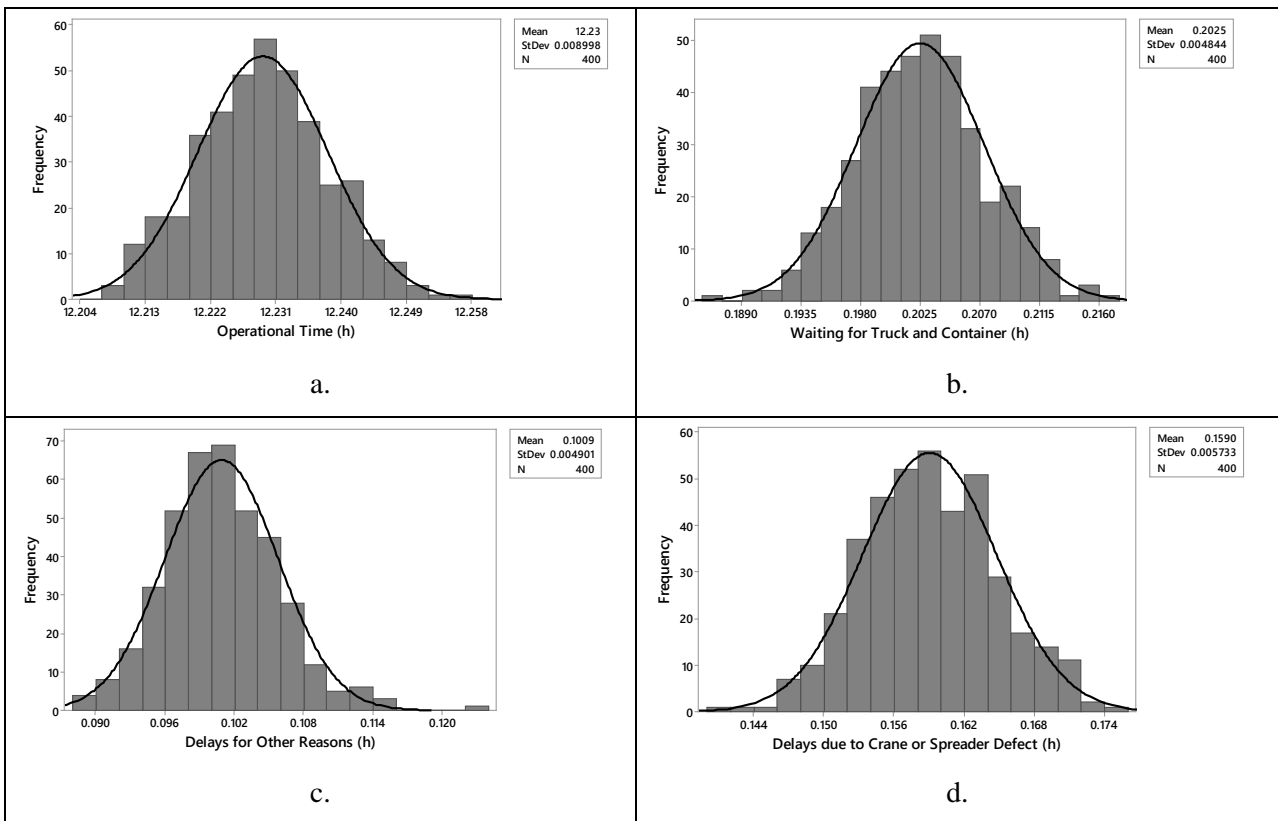 60
50
40
30
20
10
0
Frequency
12.204 12.213 12.222 12.231 12.240 12.249 12.258
Operational Time (h)
Mean 12.23
StDev 0.008998
N 400
a.
50
40
30
20
10
0
Frequency
0.1890 0.1935 0.1980 0.2025 0.2070 0.2115 0.2160
Waiting for Truck and Container (h)
Mean 0.2025
StDev 0.004844
N 400
b.
70
60
50
40
30
20
10
0
Frequency
0.090 0.096 0.102 0.108 0.114 0.120
Delays for Other Reasons (h)
Mean 0.1009
StDev 0.004901
N 400
c.
60
50
40
30
20
10
0
Frequency
0.144 0.150 0.156 0.162 0.168 0.174
Delays due to Crane or Spreader Defect (h)
Mean 0.1590
StDev 0.005733
N 400
d.